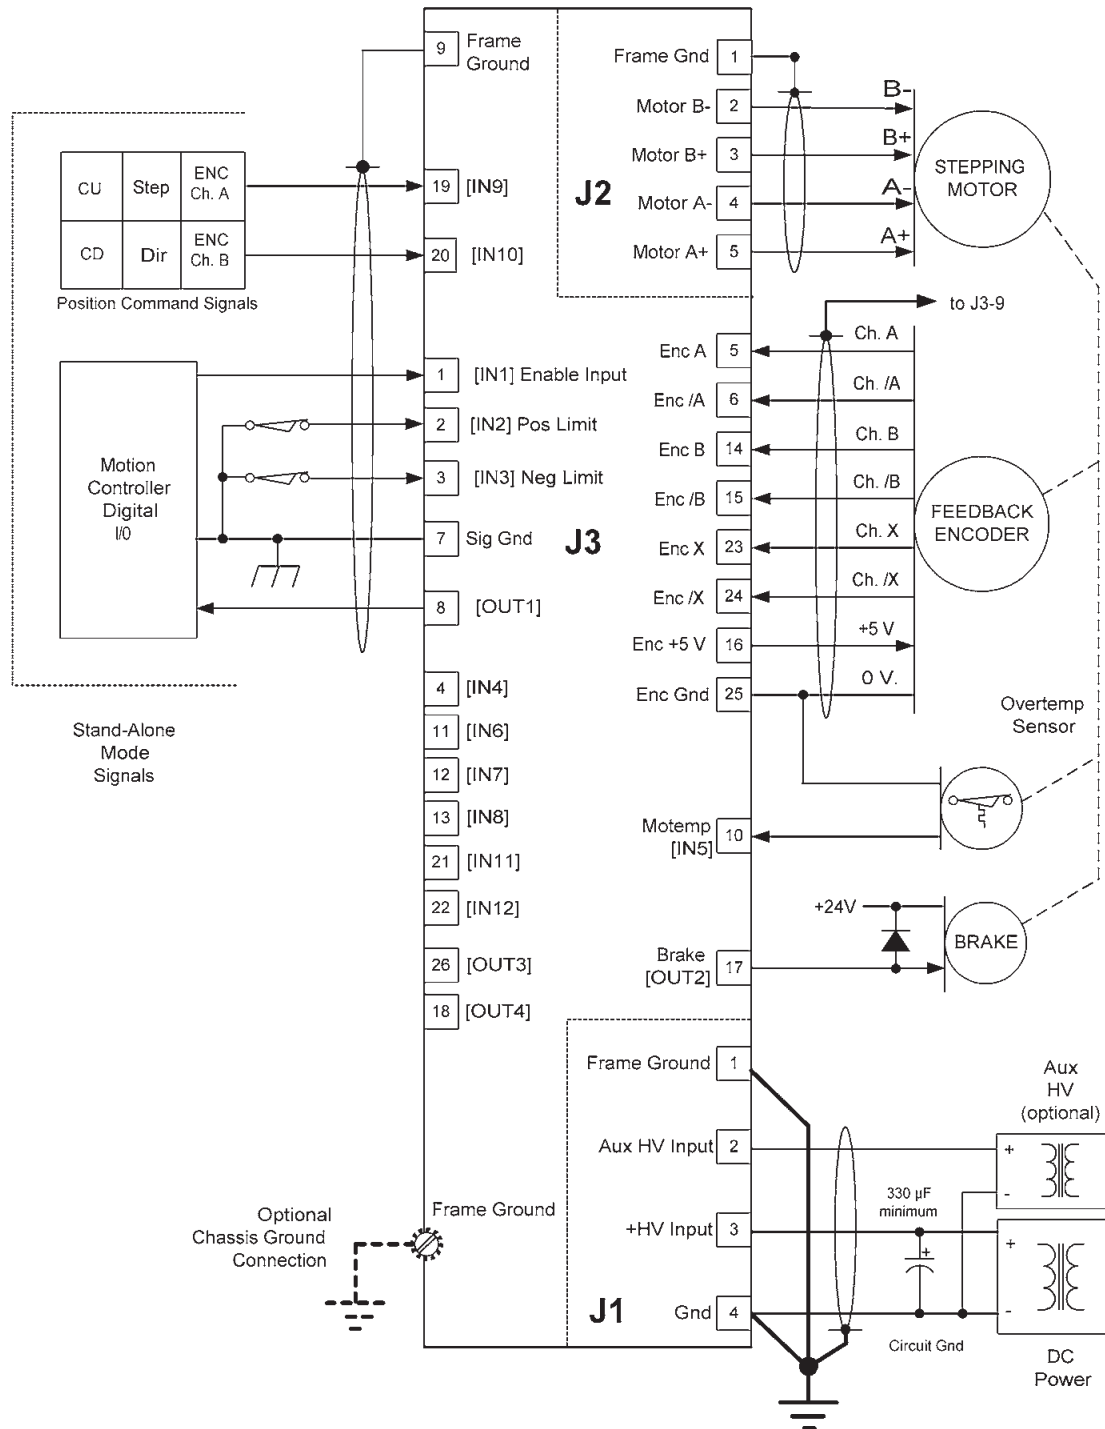 9
Frame
Ground
CU
Step
ENC
Ch. A
CD
Dir
ENC
Ch. B
Position Command Signals
19
[IN9]
20
[IN10]
Motion
Controller
Digital
I/0
1
[IN1] Enable Input
2
[IN2] Pos Limit
3
[IN3] Neg Limit
7
Sig Gnd
8
[OUT1]
Stand-Alone
Mode
Signals
4
[IN4]
11
[IN6]
12
[IN7]
13
[IN8]
21
[IN11]
22
[IN12]
26
[OUT3]
18
[OUT4]
J2
Frame Gnd
1
Motor B-
2
B-
Motor B+
3
B+
Motor A-
4
A-
Motor A+
5
A+
STEPPING
MOTOR
J3
to J3-9
Enc A
5
Ch. A
Enc /A
6
Ch. /A
Enc B
14
Ch. B
Enc /B
15
Ch. /B
Enc X
23
Ch. X
Enc /X
24
Ch. /X
Enc +5 V
16
+5 V
Enc Gnd
25
0 V.
FEEDBACK
ENCODER
Overtemp
Sensor
Motemp
[IN5]
10
+24V
BRAKE
Brake
[OUT2]
17
Frame Ground
1
Aux HV Input
2
+HV Input
3
Gnd
4
J1
Aux
HV
(optional)
+
-
330 µF
minimum
+
+
-
Circuit Gnd
DC
Power
Frame Ground
Optional
Chassis Ground
Connection